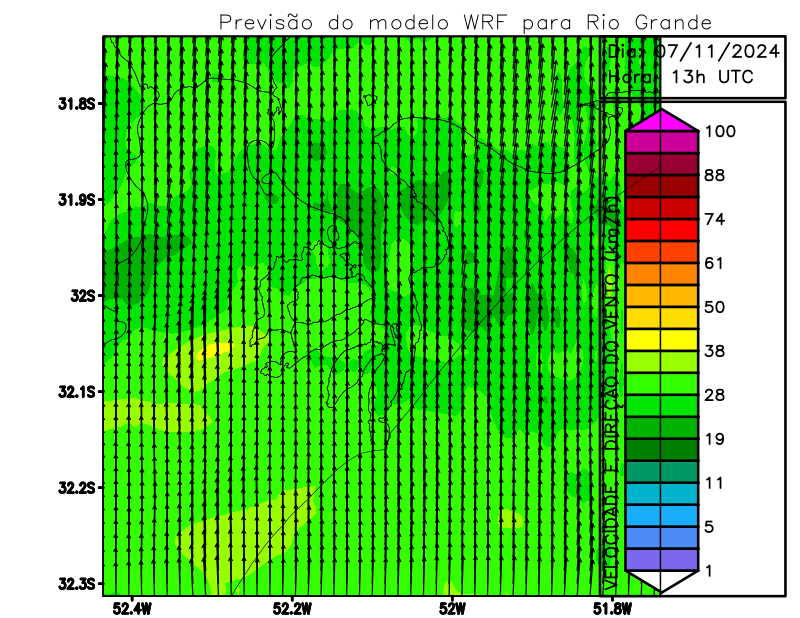 Previsão do modelo WRF para Rio Grande
Dia: 07/11/2024
Hora: 13h UTC
31.8S
31.9S
32S
32.1S
32.2S
32.3S
52.4W
52.2W
52W
51.8W
VELOCIDADE E DIREÇÃO DO VENTO (km/h)
100
88
74
61
50
38
28
19
11
5
1